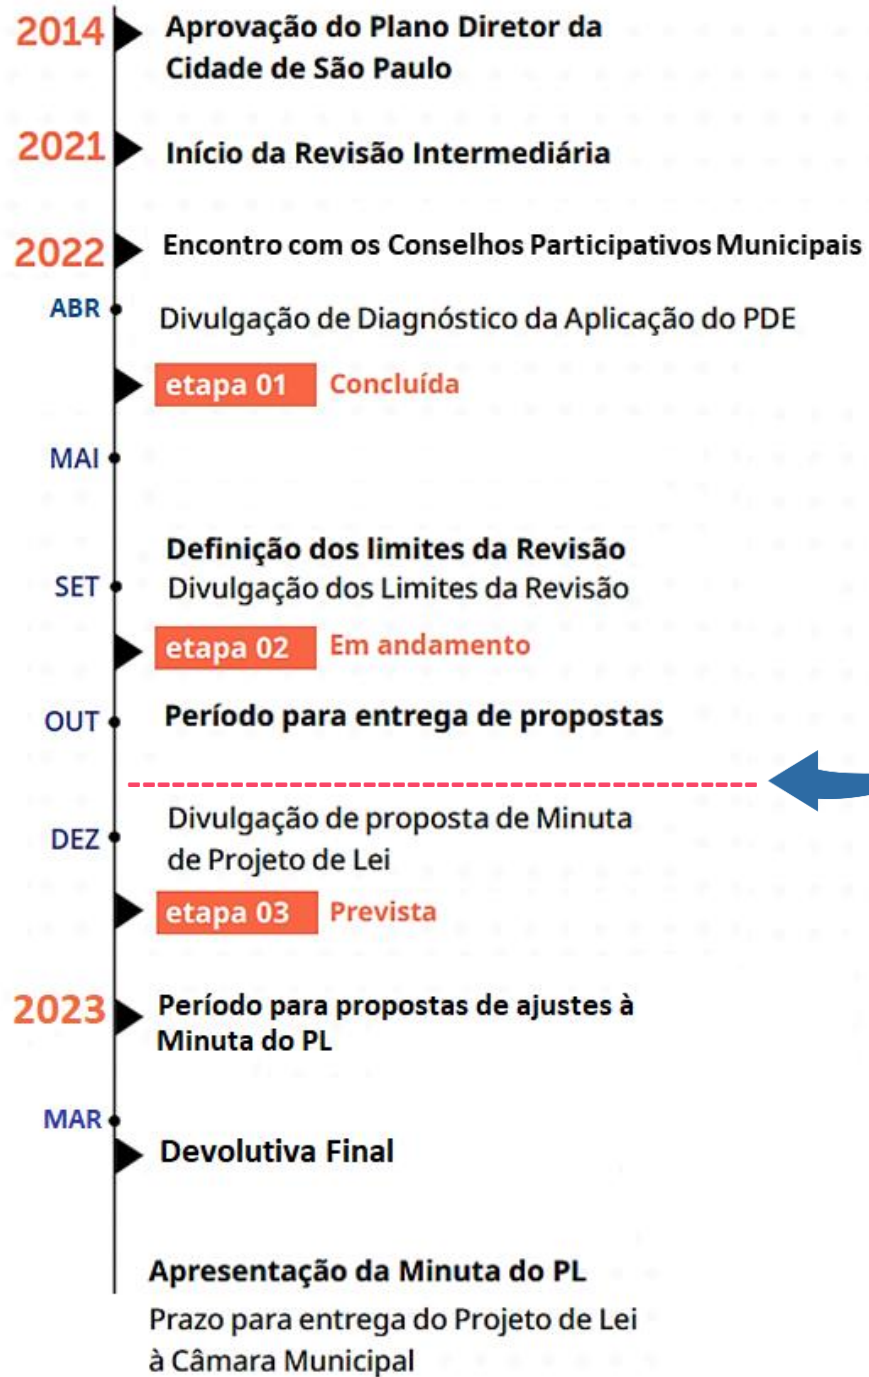 2014
Aprovação do Plano Diretor da
Cidade de São Paulo
2021
Início da Revisão Intermediária
2022
Encontro com os Conselhos Participativos Municipais
ABR
Divulgação de Diagnóstico da Aplicação do PDE
etapa 01 Concluída
MAI
Definição dos limites da Revisão
SET
Divulgação dos Limites da Revisão
etapa 02 Em andamento
OUT
Período para entrega de propostas
Divulgação de proposta de Minuta
DEZ
de Projeto de Lei
etapa 03 Prevista
2023
Período para propostas de ajustes à
Minuta do PL
MAR
Devolutiva Final
Apresentação da Minuta do PL
Prazo para entrega do Projeto de Lei
à Câmara Municipal